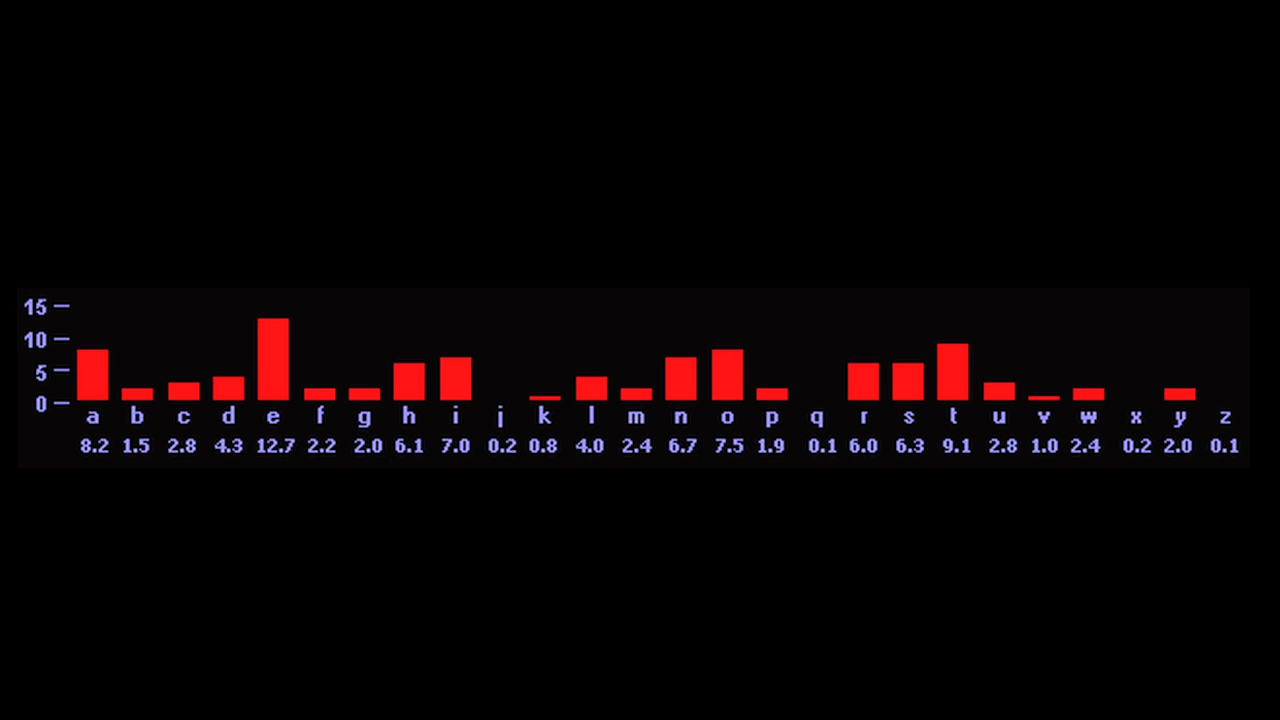 15
10
5
0
a b c d e f g h i j k l m n o p q r s t u v w x y z
8.2 1.5 2.8 4.3 12.7 2.2 2.0 6.1 7.0 0.2 0.8 4.0 2.4 6.7 7.5 1.9 0.1 6.0 6.3 9.1 2.8 1.0 2.4 0.2 2.0 0.1